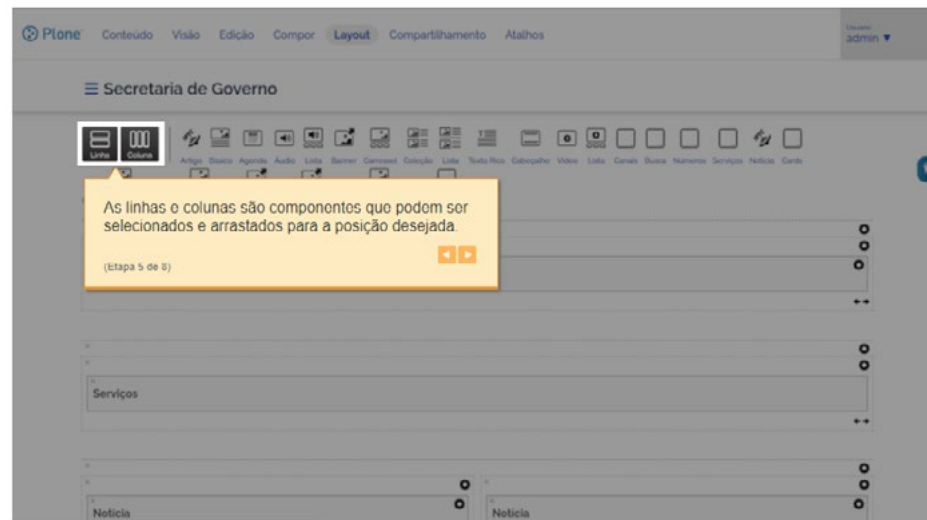 Plone
Conteúdo Visão Edição Compor Layout Compartilhamento Atalhos
Usuário
admin ▼
Secretaria de Governo
Linha Coluna Artigo Básico Agenda Áudio Lista Banner Carrossel Coleção Lista Texto Rico Cabeçalho Vídeo Lista Canais Busca Números Serviços Notícia Cards
As linhas e colunas são componentes que podem ser
selecionados e arrastados para a posição desejada.
(Etapa 5 de 8)
Serviços
Notícia Notícia